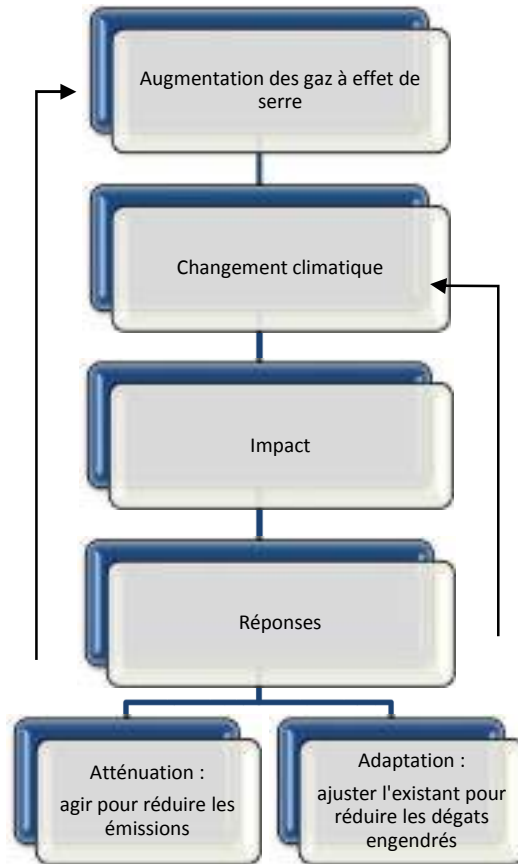 Augmentation des gaz à effet de
serre
Changement climatique
Impact
Réponses
Atténuation :
agir pour réduire les
émissions
Adaptation :
ajuster l'existant pour
réduire les dégats
engendrés